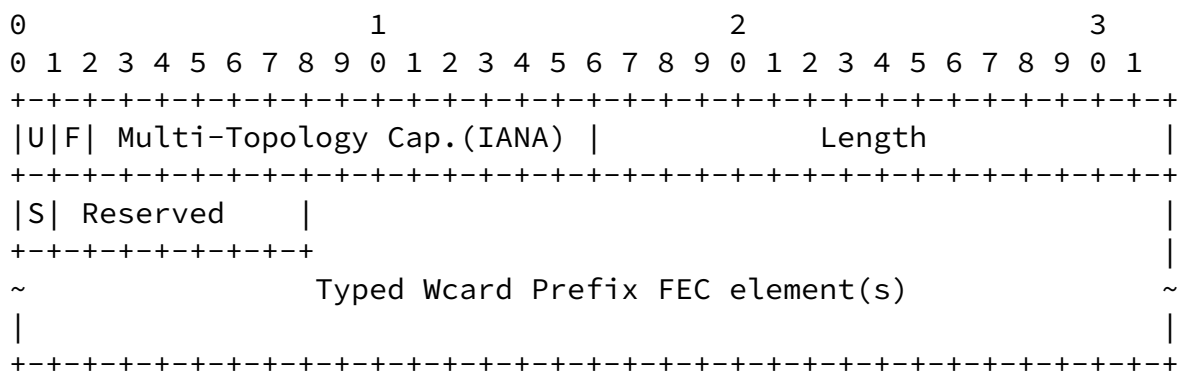 0                   1                   2                   3
0 1 2 3 4 5 6 7 8 9 0 1 2 3 4 5 6 7 8 9 0 1 2 3 4 5 6 7 8 9 0 1
+-+-+-+-+-+-+-+-+-+-+-+-+-+-+-+-+-+-+-+-+-+-+-+-+-+-+-+-+-+-+-+-+
|U|F| Multi-Topology Cap.(IANA) |            Length             |
+-+-+-+-+-+-+-+-+-+-+-+-+-+-+-+-+-+-+-+-+-+-+-+-+-+-+-+-+-+-+-+-+
|S| Reserved    |                                               |
+-+-+-+-+-+-+-+-+                                               |
~                Typed Wcard Prefix FEC element(s)              ~
|                                                               |
+-+-+-+-+-+-+-+-+-+-+-+-+-+-+-+-+-+-+-+-+-+-+-+-+-+-+-+-+-+-+-+-+